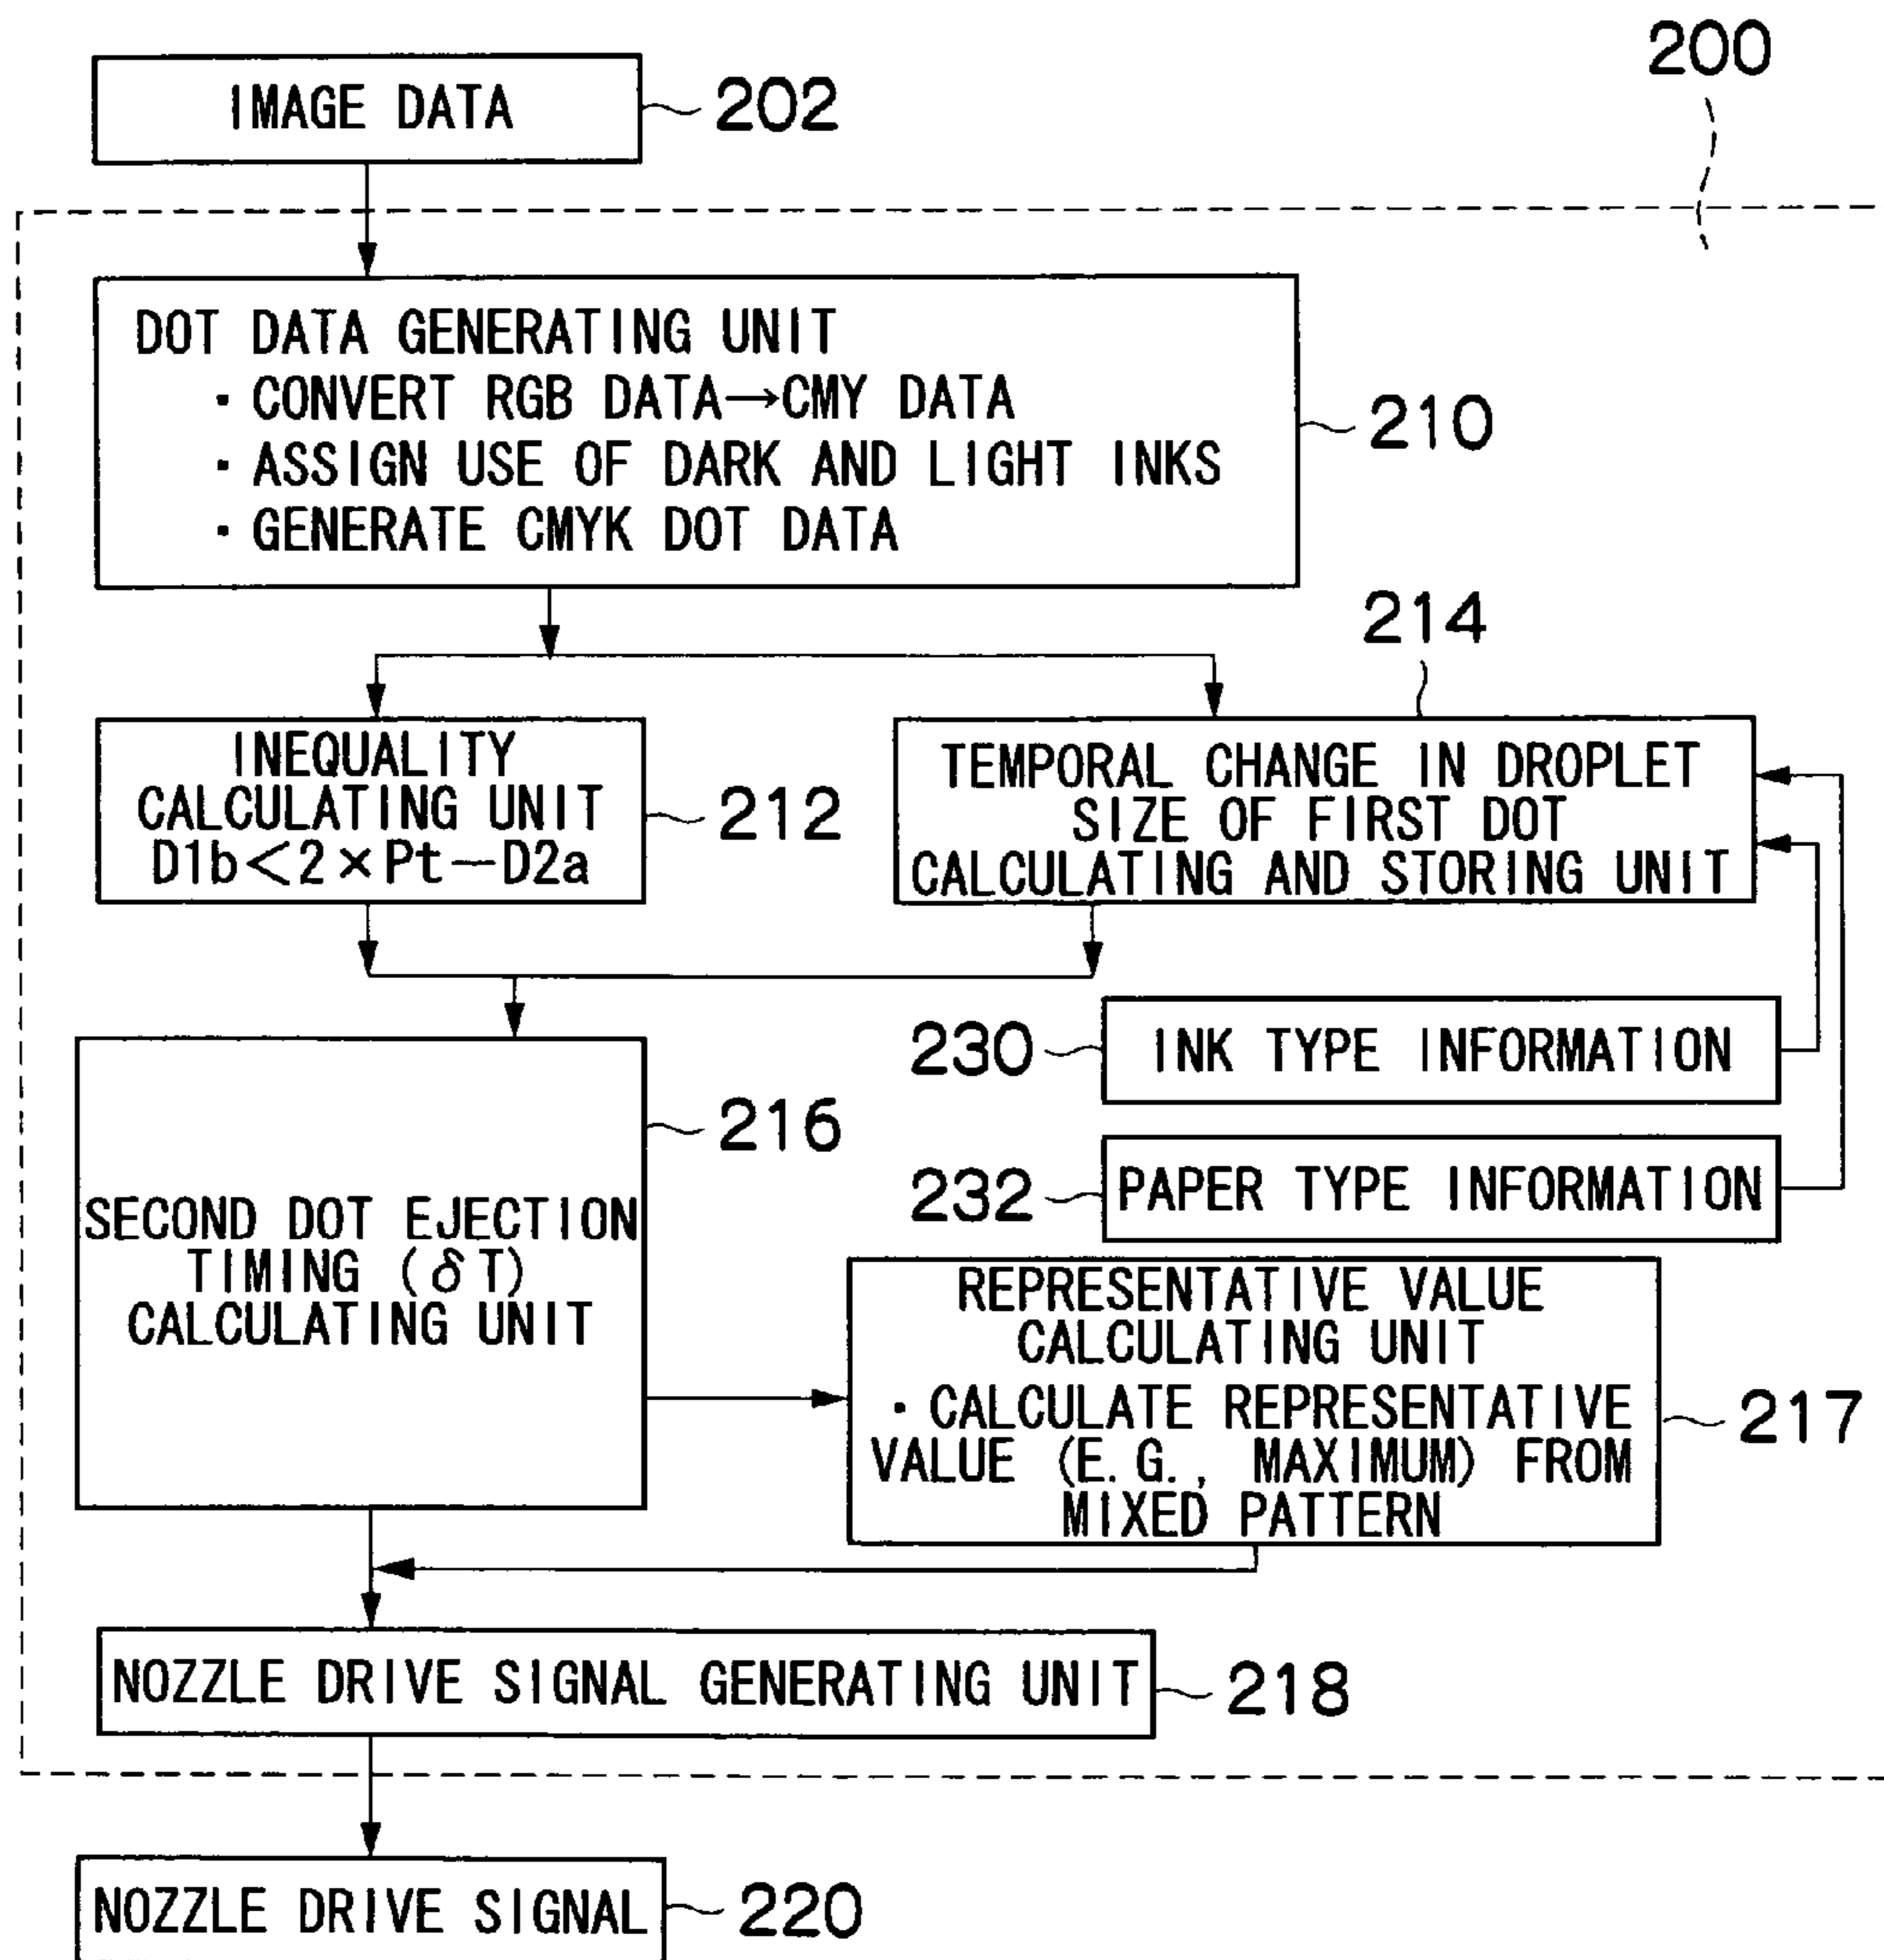 200
IMAGE DATA
202
DOT DATA GENERATING UNIT
· CONVERT RGB DATA→CMY DATA
· ASSIGN USE OF DARK AND LIGHT INKS
· GENERATE CMYK DOT DATA
210
214
INEQUALITY
CALCULATING UNIT
D1b<2×Pt—D2a
212
TEMPORAL CHANGE IN DROPLET
SIZE OF FIRST DOT
CALCULATING AND STORING UNIT
230
INK TYPE INFORMATION
232
PAPER TYPE INFORMATION
216
SECOND DOT EJECTION
TIMING (δT)
CALCULATING UNIT
REPRESENTATIVE VALUE
CALCULATING UNIT
· CALCULATE REPRESENTATIVE
VALUE (E.G., MAXIMUM) FROM
MIXED PATTERN
217
NOZZLE DRIVE SIGNAL GENERATING UNIT
218
NOZZLE DRIVE SIGNAL
220